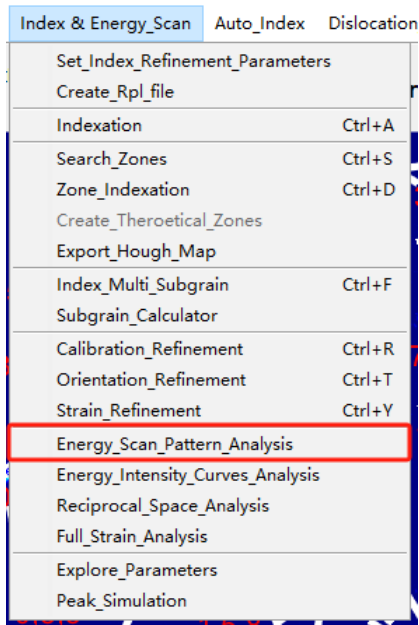 Index & Energy_Scan Auto_Index Dislocation
Set_Index_Refinement_Parameters
Create_Rpl_file
Indexation Ctrl+A
Search_Zones Ctrl+S
Zone_Indexation Ctrl+D
Create_Theroetical_Zones
Export_Hough_Map
Index_Multi_Subgrain Ctrl+F
Subgrain_Calculator
Calibration_Refinement Ctrl+R
Orientation_Refinement Ctrl+T
Strain_Refinement Ctrl+Y
Energy_Scan_Pattern_Analysis
Energy_Intensity_Curves_Analysis
Reciprocal_Space_Analysis
Full_Strain_Analysis
Explore_Parameters
Peak_Simulation